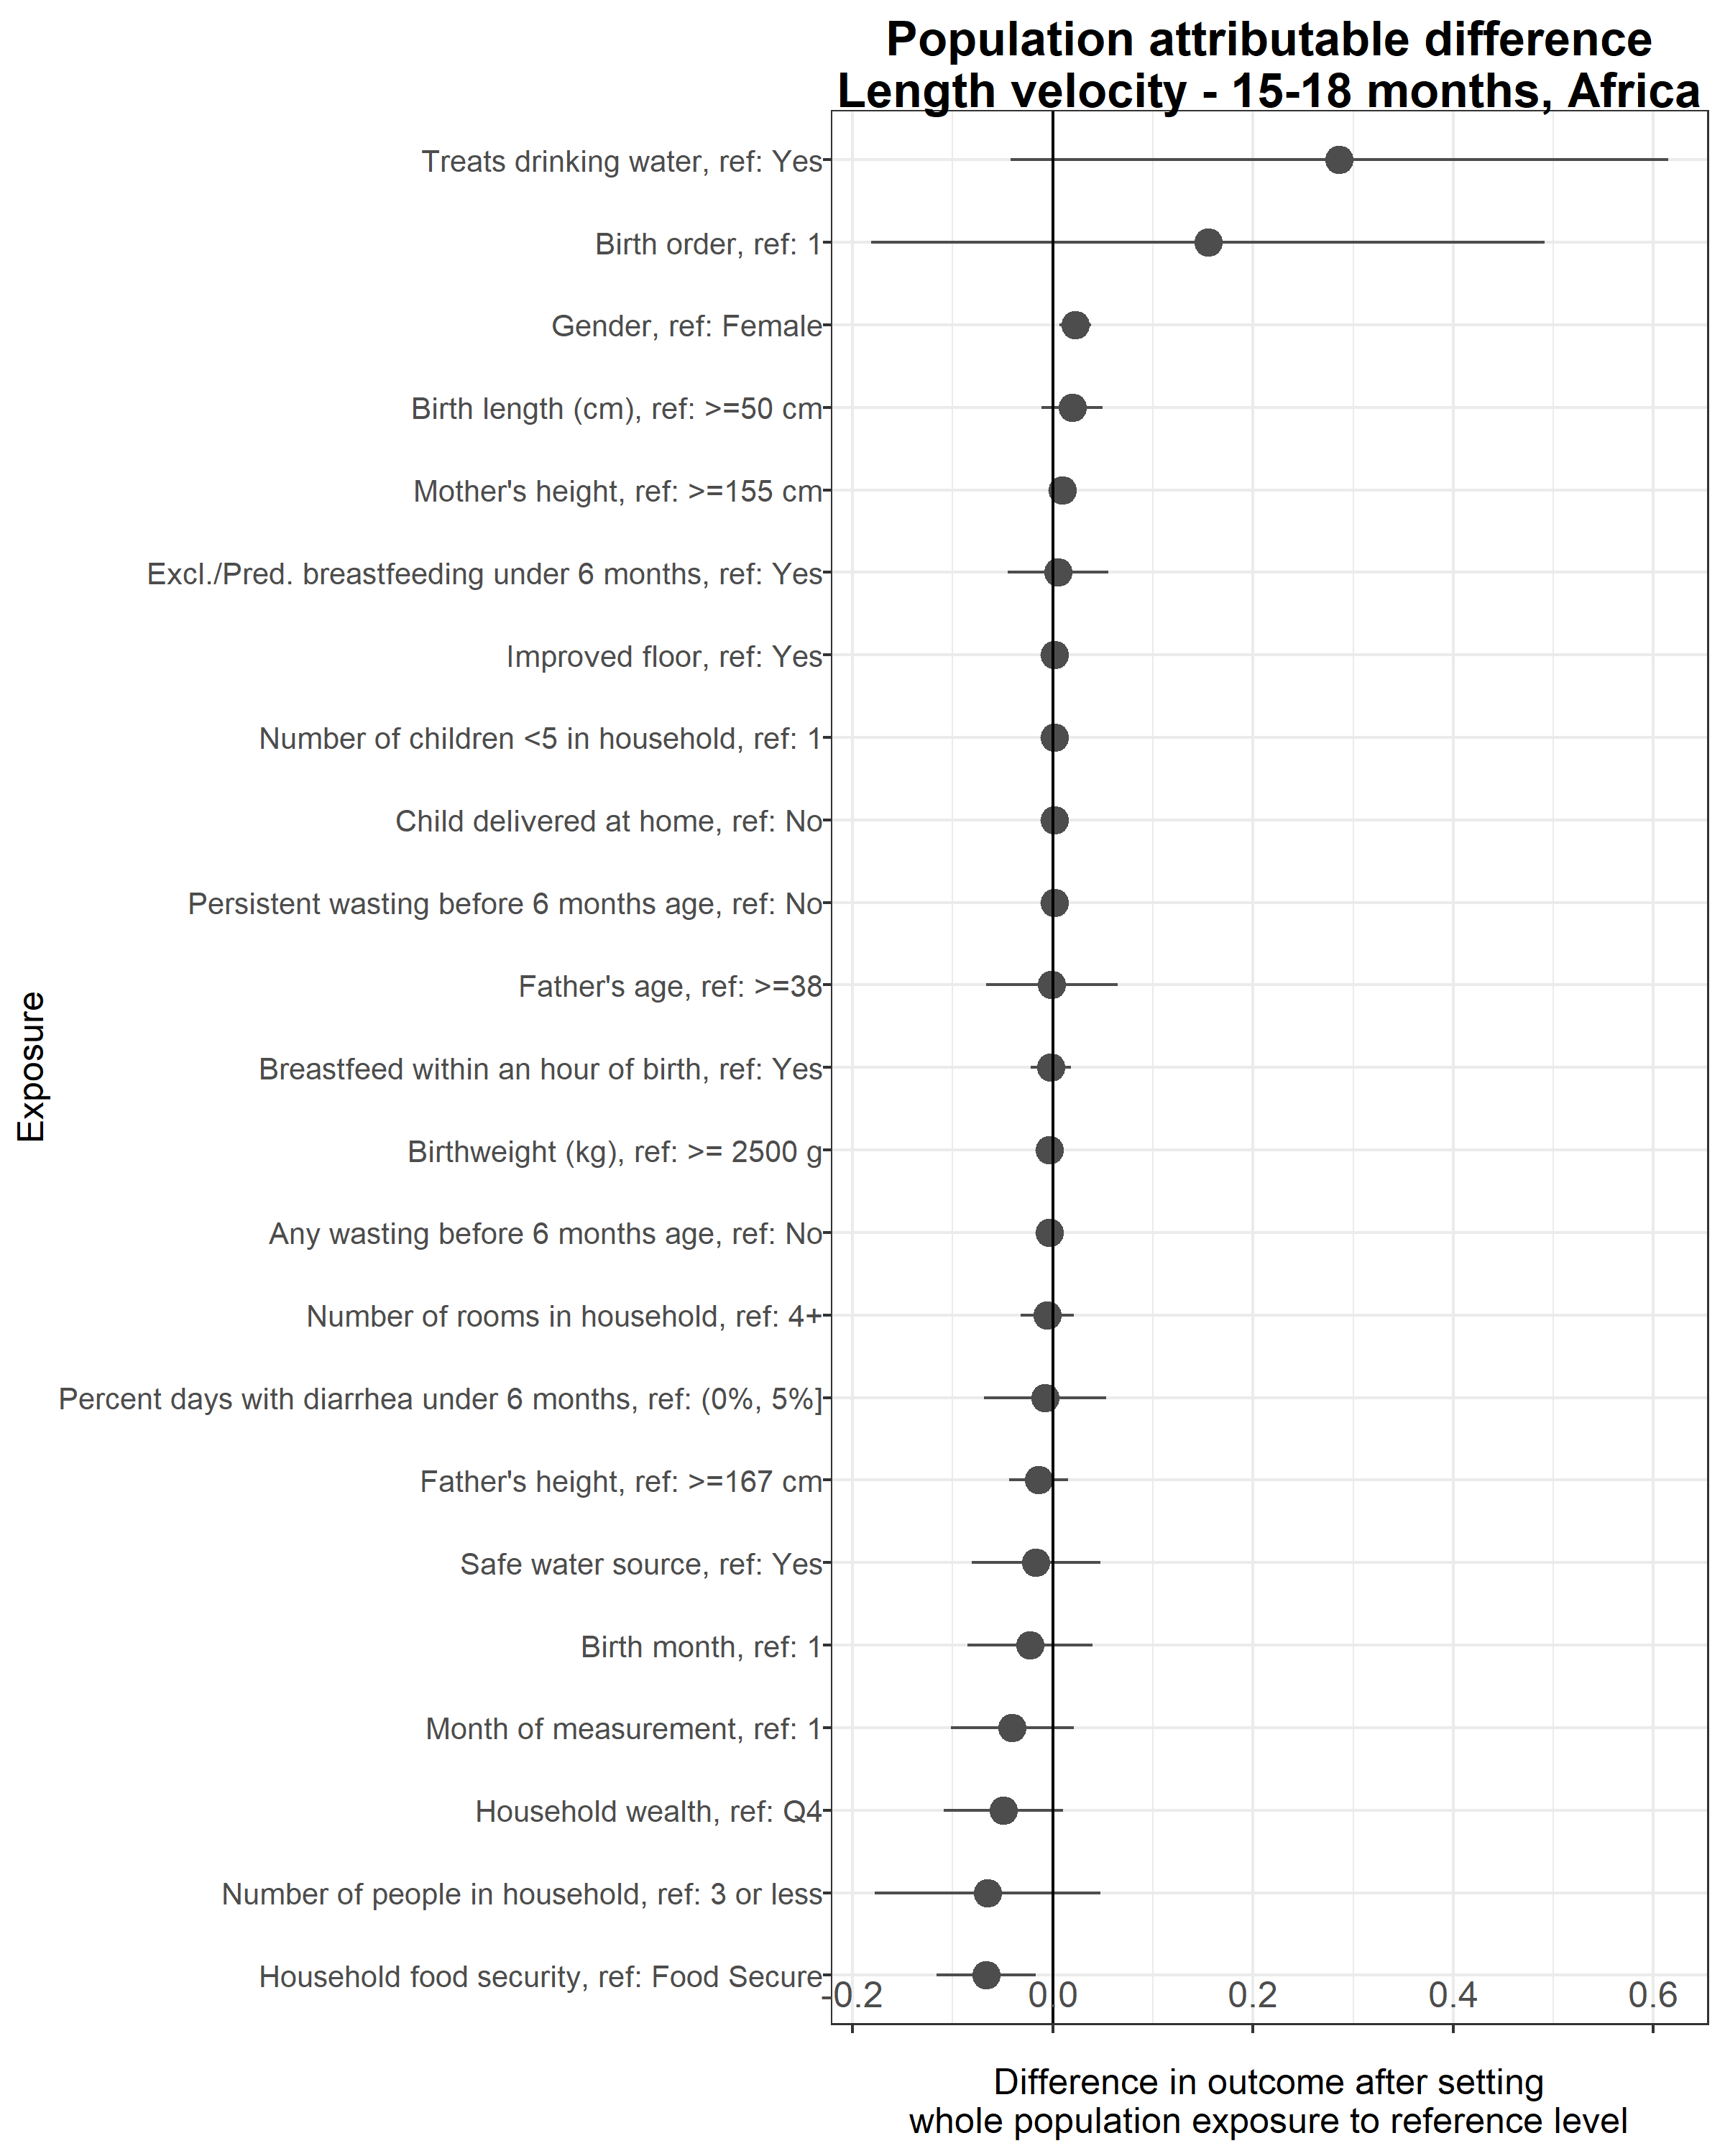 Population attributable difference
Length velocity - 15-18 months, Africa
Treats drinking water, ref: Yes
Birth order, ref: 1
Gender, ref: Female
Birth length (cm), ref: >=50 cm
Mother's height, ref: >=155 cm
Excl./Pred. breastfeeding under 6 months, ref: Yes
Improved floor, ref: Yes
Number of children <5 in household, ref: 1
Child delivered at home, ref: No
Persistent wasting before 6 months age, ref: No
Father's age, ref: >=38
Breastfeed within an hour of birth, ref: Yes
Birthweight (kg), ref: >= 2500 g
Any wasting before 6 months age, ref: No
Number of rooms in household, ref: 4+
Percent days with diarrhea under 6 months, ref: (0%, 5%]
Father's height, ref: >=167 cm
Safe water source, ref: Yes
Birth month, ref: 1
Month of measurement, ref: 1
Household wealth, ref: Q4
Number of people in household, ref: 3 or less
Household food security, ref: Food Secure
Exposure
-0.2 0.0 0.2 0.4 0.6
Difference in outcome after setting
whole population exposure to reference level